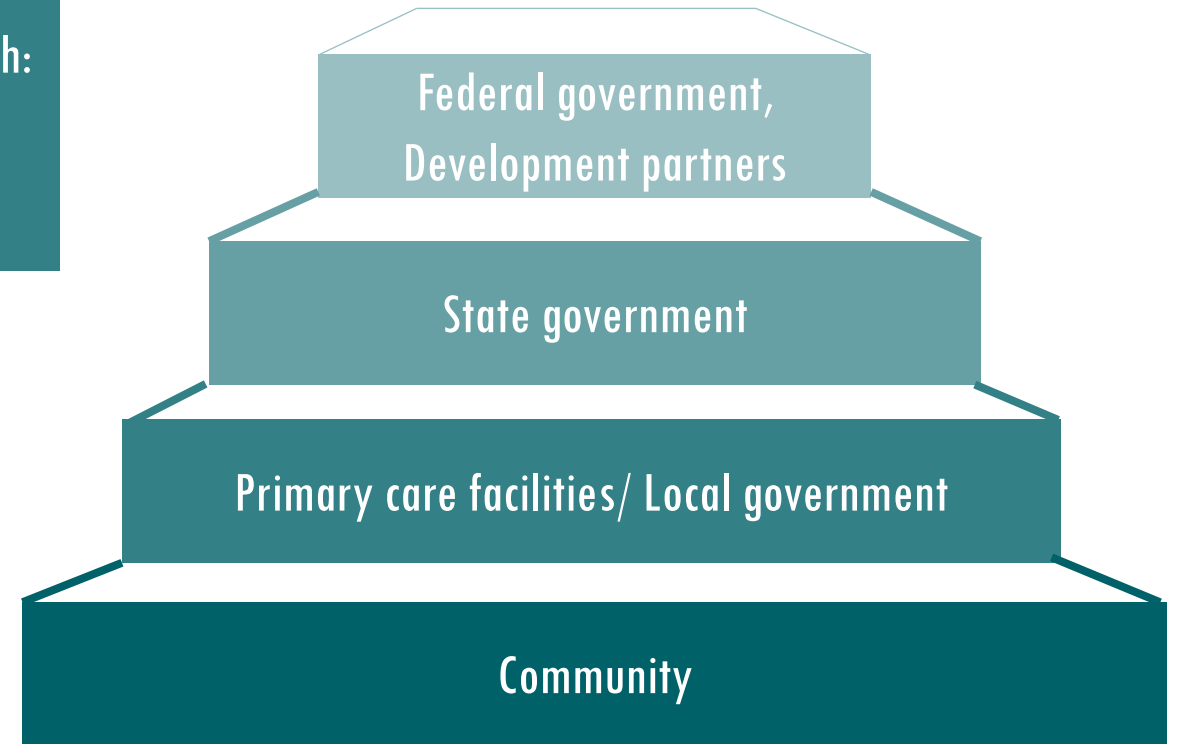 h:
Federal government,
Development partners
State government
Primary care facilities/ Local government
Community